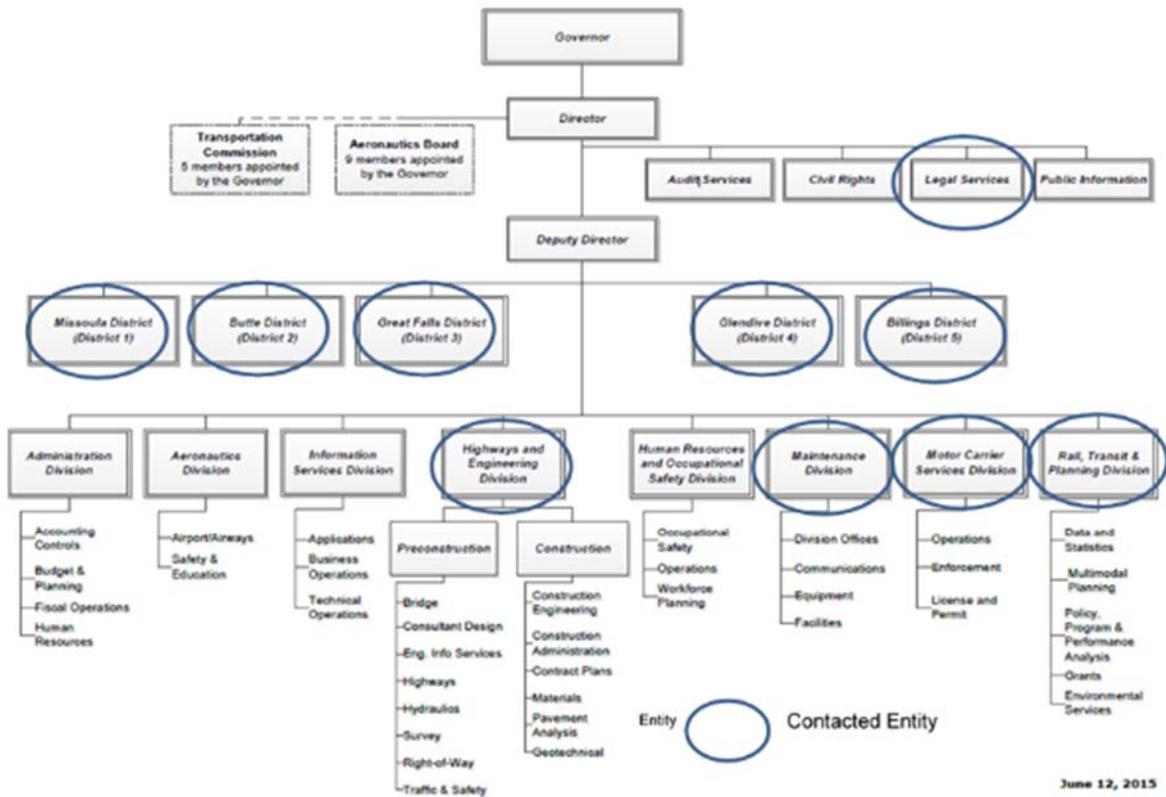 Governor
Director
Transportation
Commission
5 members appointed
by the Governor
Aeronautics Board
9 members appointed
by the Governor
Audit Services
Civil Rights
Legal Services
Public Information
Deputy Director
Missoula District
(District 1)
Butte District
(District 2)
Great Falls District
(District 3)
Glendive District
(District 4)
Billings District
(District 5)
Administration
Division
Aeronautics
Division
Information
Services Division
Highways and
Engineering
Division
Human Resources
and Occupational
Safety Division
Maintenance
Division
Motor Carrier
Services Division
Rail, Transit &
Planning Division
Accounting
Controls
Budget &
Planning
Fiscal Operations
Human
Resources
Airport/Airways
Safety &
Education
Applications
Business
Operations
Technical
Operations
Preconstruction
Bridge
Consultant Design
Eng. Info Services
Highways
Hydraulics
Survey
Right-of-Way
Traffic & Safety
Construction
Construction
Engineering
Construction
Administration
Contract Plans
Materials
Pavement
Analysis
Geotechnical
Occupational
Safety
Operations
Workforce
Planning
Division Offices
Communications
Equipment
Facilities
Operations
Enforcement
License and
Permit
Data and
Statistics
Multimodal
Planning
Policy,
Program &
Performance
Analysis
Grants
Environmental
Services
Entity
Contacted Entity
June 12, 2015